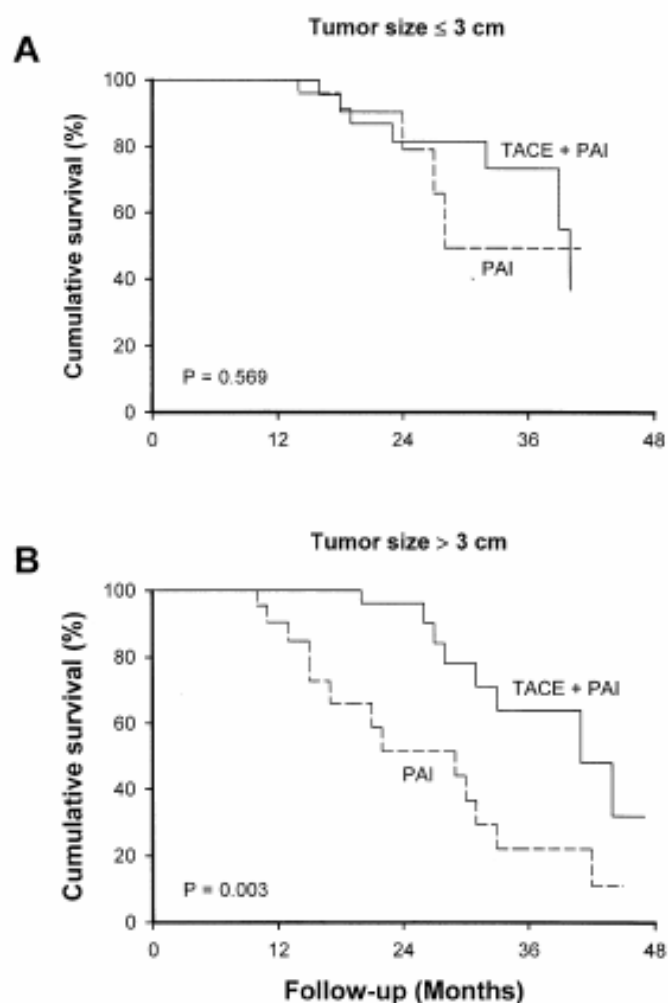 Tumor size ≤ 3 cm
A
100
80
60
40
20
0
Cumulative survival (%)
TACE + PAI
PAI
P = 0.569
0 12 24 36 48
Tumor size > 3 cm
B
100
80
60
40
20
0
Cumulative survival (%)
TACE + PAI
PAI
P = 0.003
0 12 24 36 48
Follow-up (Months)